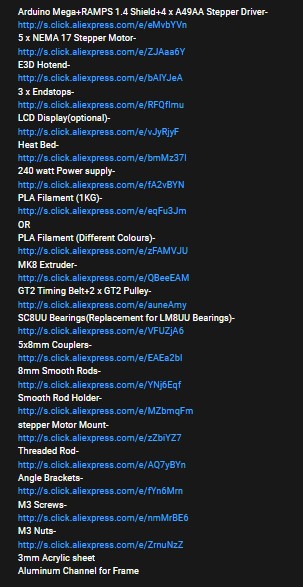 Arduino Mega+RAMPS 1.4 Shield+4 x A49AA Stepper Driver-
http://s.click.aliexpress.com/e/eMvbYVn
5 x NEMA 17 Stepper Motor-
http://s.click.aliexpress.com/e/ZJAaa6Y
E3D Hotend-
http://s.click.aliexpress.com/e/bAIYJeA
3 x Endstops-
http://s.click.aliexpress.com/e/RFQfImu
LCD Display(optional)-
http://s.click.aliexpress.com/e/vJyRjyF
Heat Bed-
http://s.click.aliexpress.com/e/bmMz37I
240 watt Power supply-
http://s.click.aliexpress.com/e/fA2vBYN
PLA Filament (1KG)-
http://s.click.aliexpress.com/e/eqFu3Jm
OR
PLA Filament (Different Colours)-
http://s.click.aliexpress.com/e/zFAMVJU
MK8 Extruder-
http://s.click.aliexpress.com/e/QBeeEAM
GT2 Timing Belt+2 x GT2 Pulley-
http://s.click.aliexpress.com/e/auneAmy
SC8UU Bearings(Replacement for LM8UU Bearings)-
http://s.click.aliexpress.com/e/VFUZjA6
5x8mm Couplers-
http://s.click.aliexpress.com/e/EAEa2bI
8mm Smooth Rods-
http://s.click.aliexpress.com/e/YNj6Eqf
Smooth Rod Holder-
http://s.click.aliexpress.com/e/MZbmqFm
stepper Motor Mount-
http://s.click.aliexpress.com/e/zZbiYZ7
Threaded Rod-
http://s.click.aliexpress.com/e/AQ7yBYn
Angle Brackets-
http://s.click.aliexpress.com/e/fYn6Mrn
M3 Screws-
http://s.click.aliexpress.com/e/nmMrBE6
M3 Nuts-
http://s.click.aliexpress.com/e/ZrnuNzZ
3mm Acrylic sheet
Aluminum Channel for Frame